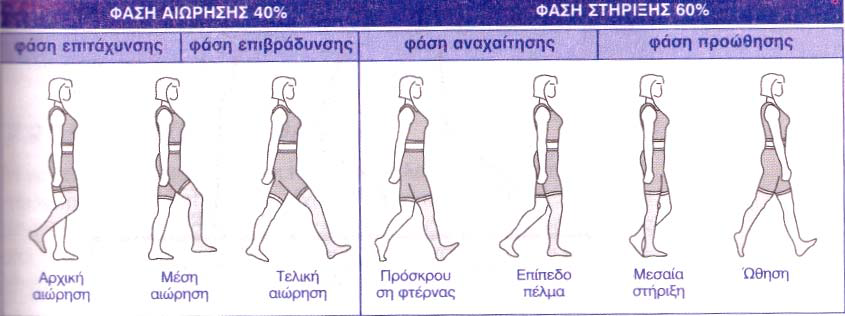 ΦΑΣΗ ΑΙΩΡΗΣΗΣ 40%
ΦΑΣΗ ΣΤΗΡΙΞΗΣ 60%
φάση επιτάχυνσης
φάση επιβράδυνσης
φάση αναχαίτησης
φάση προώθησης
Αρχική
αιώρηση
Μέση
αιώρηση
Τελική
αιώρηση
Πρόσκρου
ση φτέρνας
Επίπεδο
πέλμα
Μεσαία
στήριξη
Ώθηση